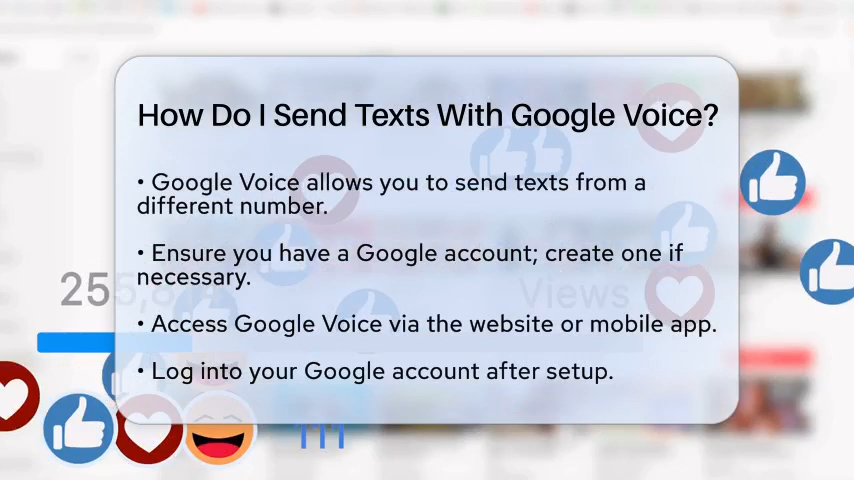 How Do I Send Texts With Google Voice?
• Google Voice allows you to send texts from a
different number.
• Ensure you have a Google account; create one if
necessary.
• Access Google Voice via the website or mobile app.
• Log into your Google account after setup.
Views